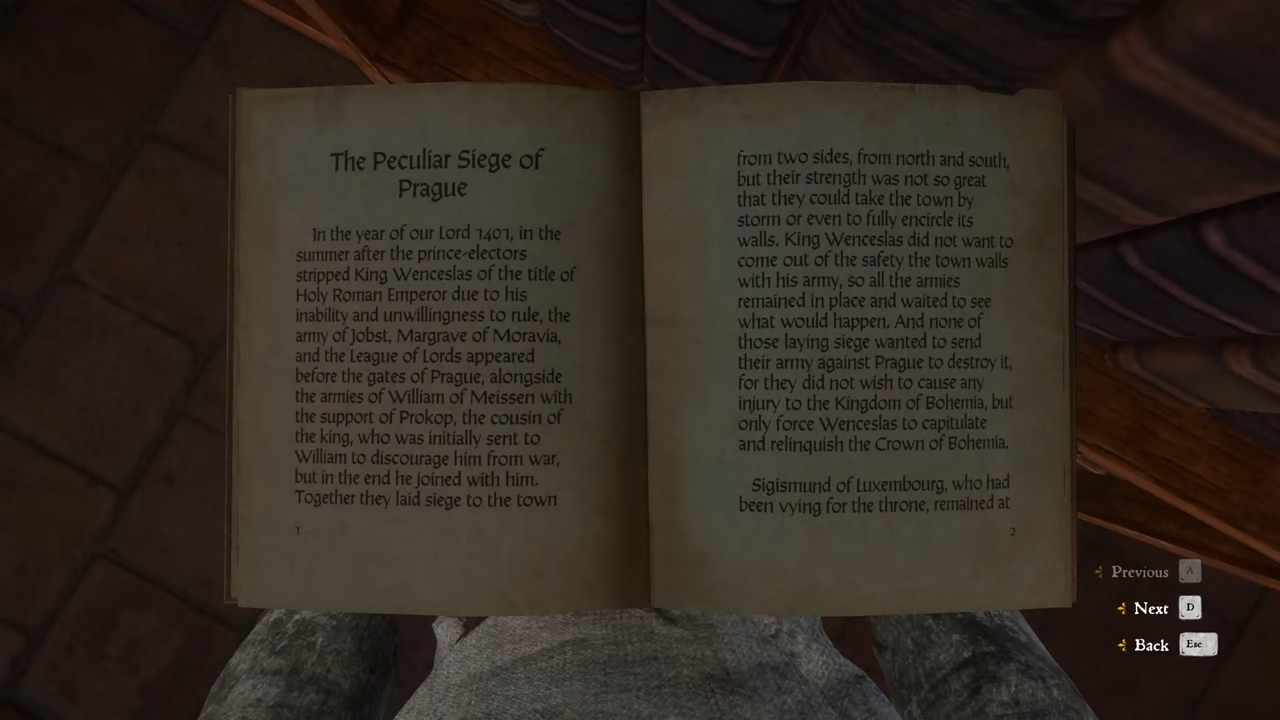 The Peculiar Siege of
Prague
In the year of our Lord 1401, in the
summer after the prince-electors
stripped King Wenceslas of the title of
Holy Roman Emperor due to his
inability and unwillingness to rule, the
army of Jobst, Margrave of Moravia,
and the League of Lords appeared
before the gates of Prague, alongside
the armies of William of Meissen with
the support of Prokop, the cousin of
the king, who was initially sent to
William to discourage him from war,
but in the end he joined with him.
Together they laid siege to the town
1
from two sides, from north and south,
but their strength was not so great
that they could take the town by
storm or even to fully encircle its
walls. King Wenceslas did not want to
come out of the safety the town walls
with his army, so all the armies
remained in place and waited to see
what would happen. And none of
those laying siege wanted to send
their army against Prague to destroy it,
for they did not wish to cause any
injury to the Kingdom of Bohemia, but
only force Wenceslas to capitulate
and relinquish the Crown of Bohemia.
Sigismund of Luxembourg, who had
been vying for the throne, remained at
2
Previous A
Next D
Back Esc